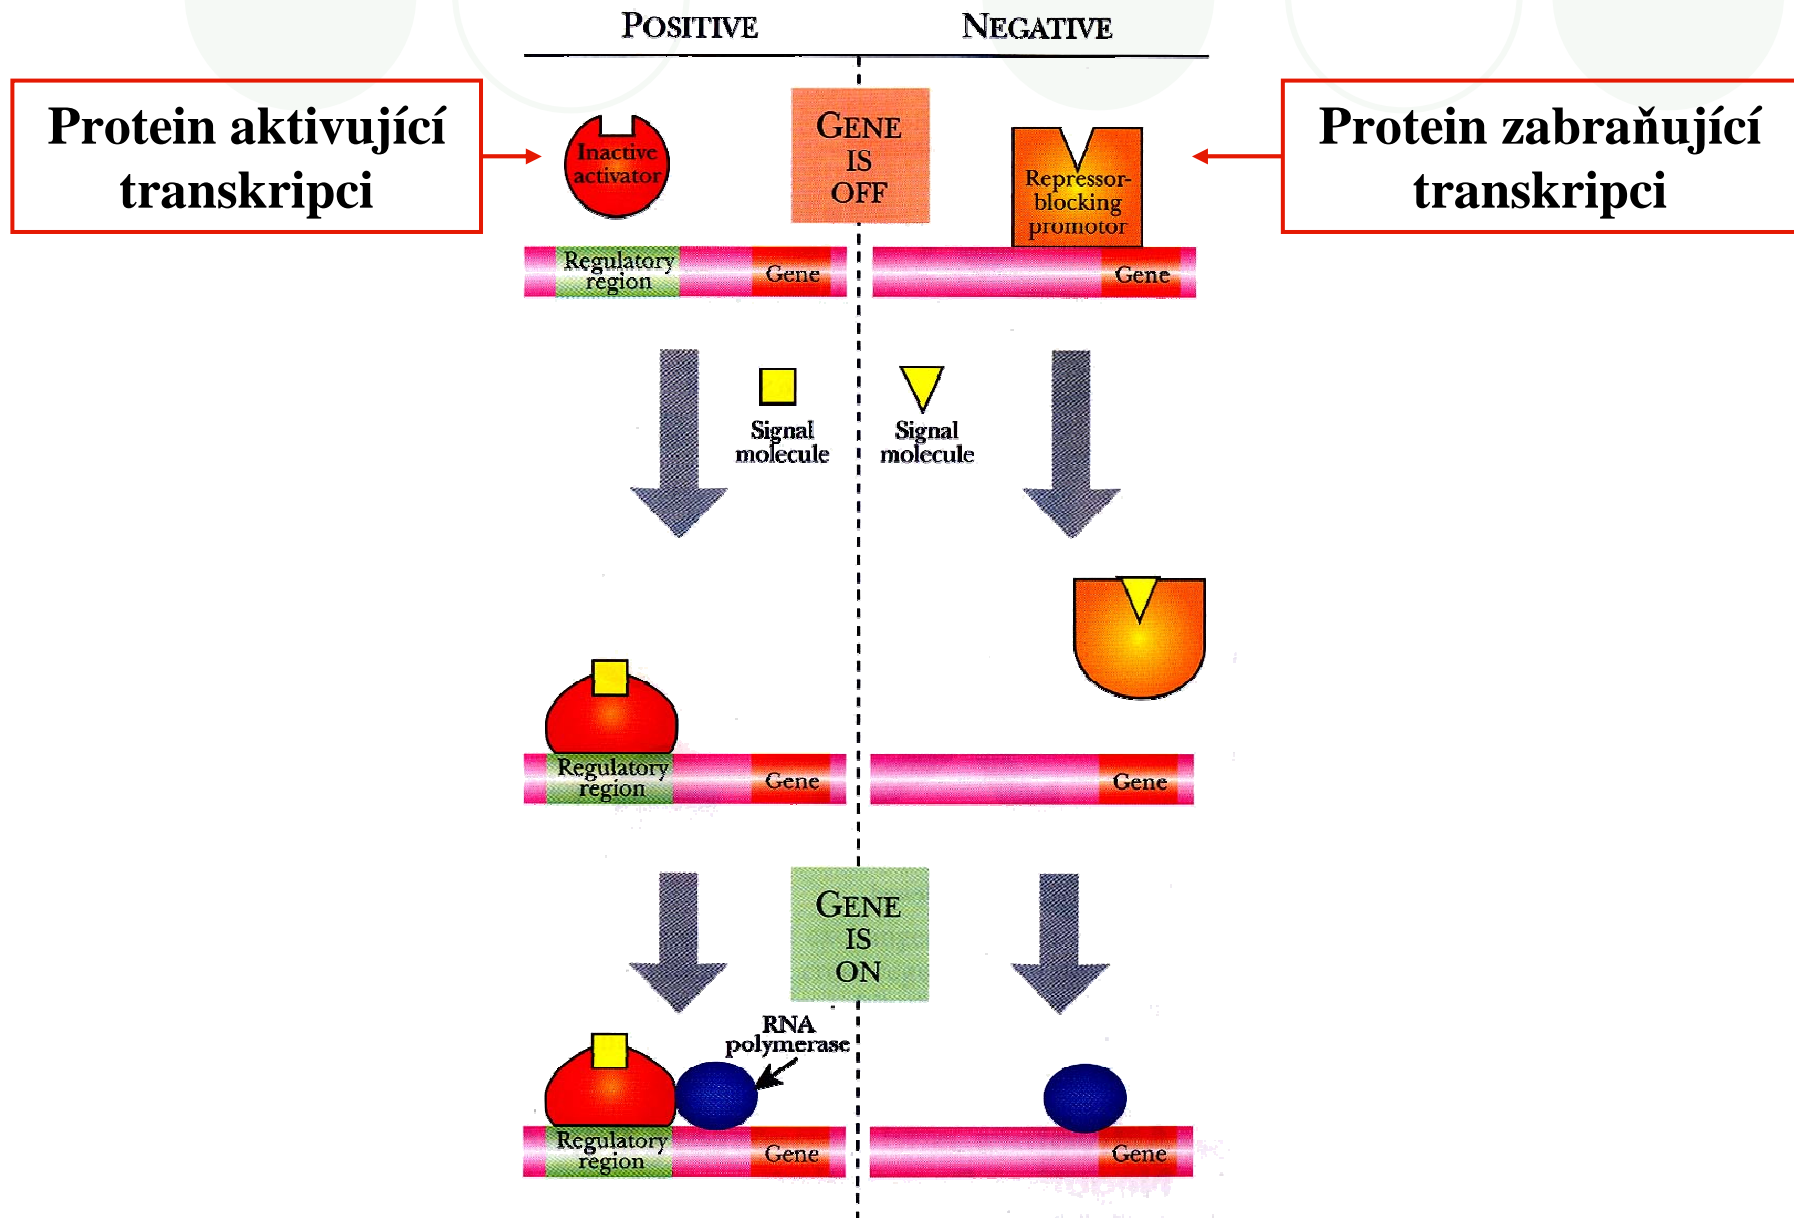 POSITIVE
NEGATIVE
Protein aktivující
transkripci
Inactive
activator
GENE
IS
OFF
Repressor-
blocking
promotor
Protein zabraňující
transkripci
Regulatory
region
Gene
Gene
Signal
molecule
Signal
molecule
Regulatory
region
Gene
Gene
GENE
IS
ON
RNA
polymerase
Regulatory
region
Gene
Gene